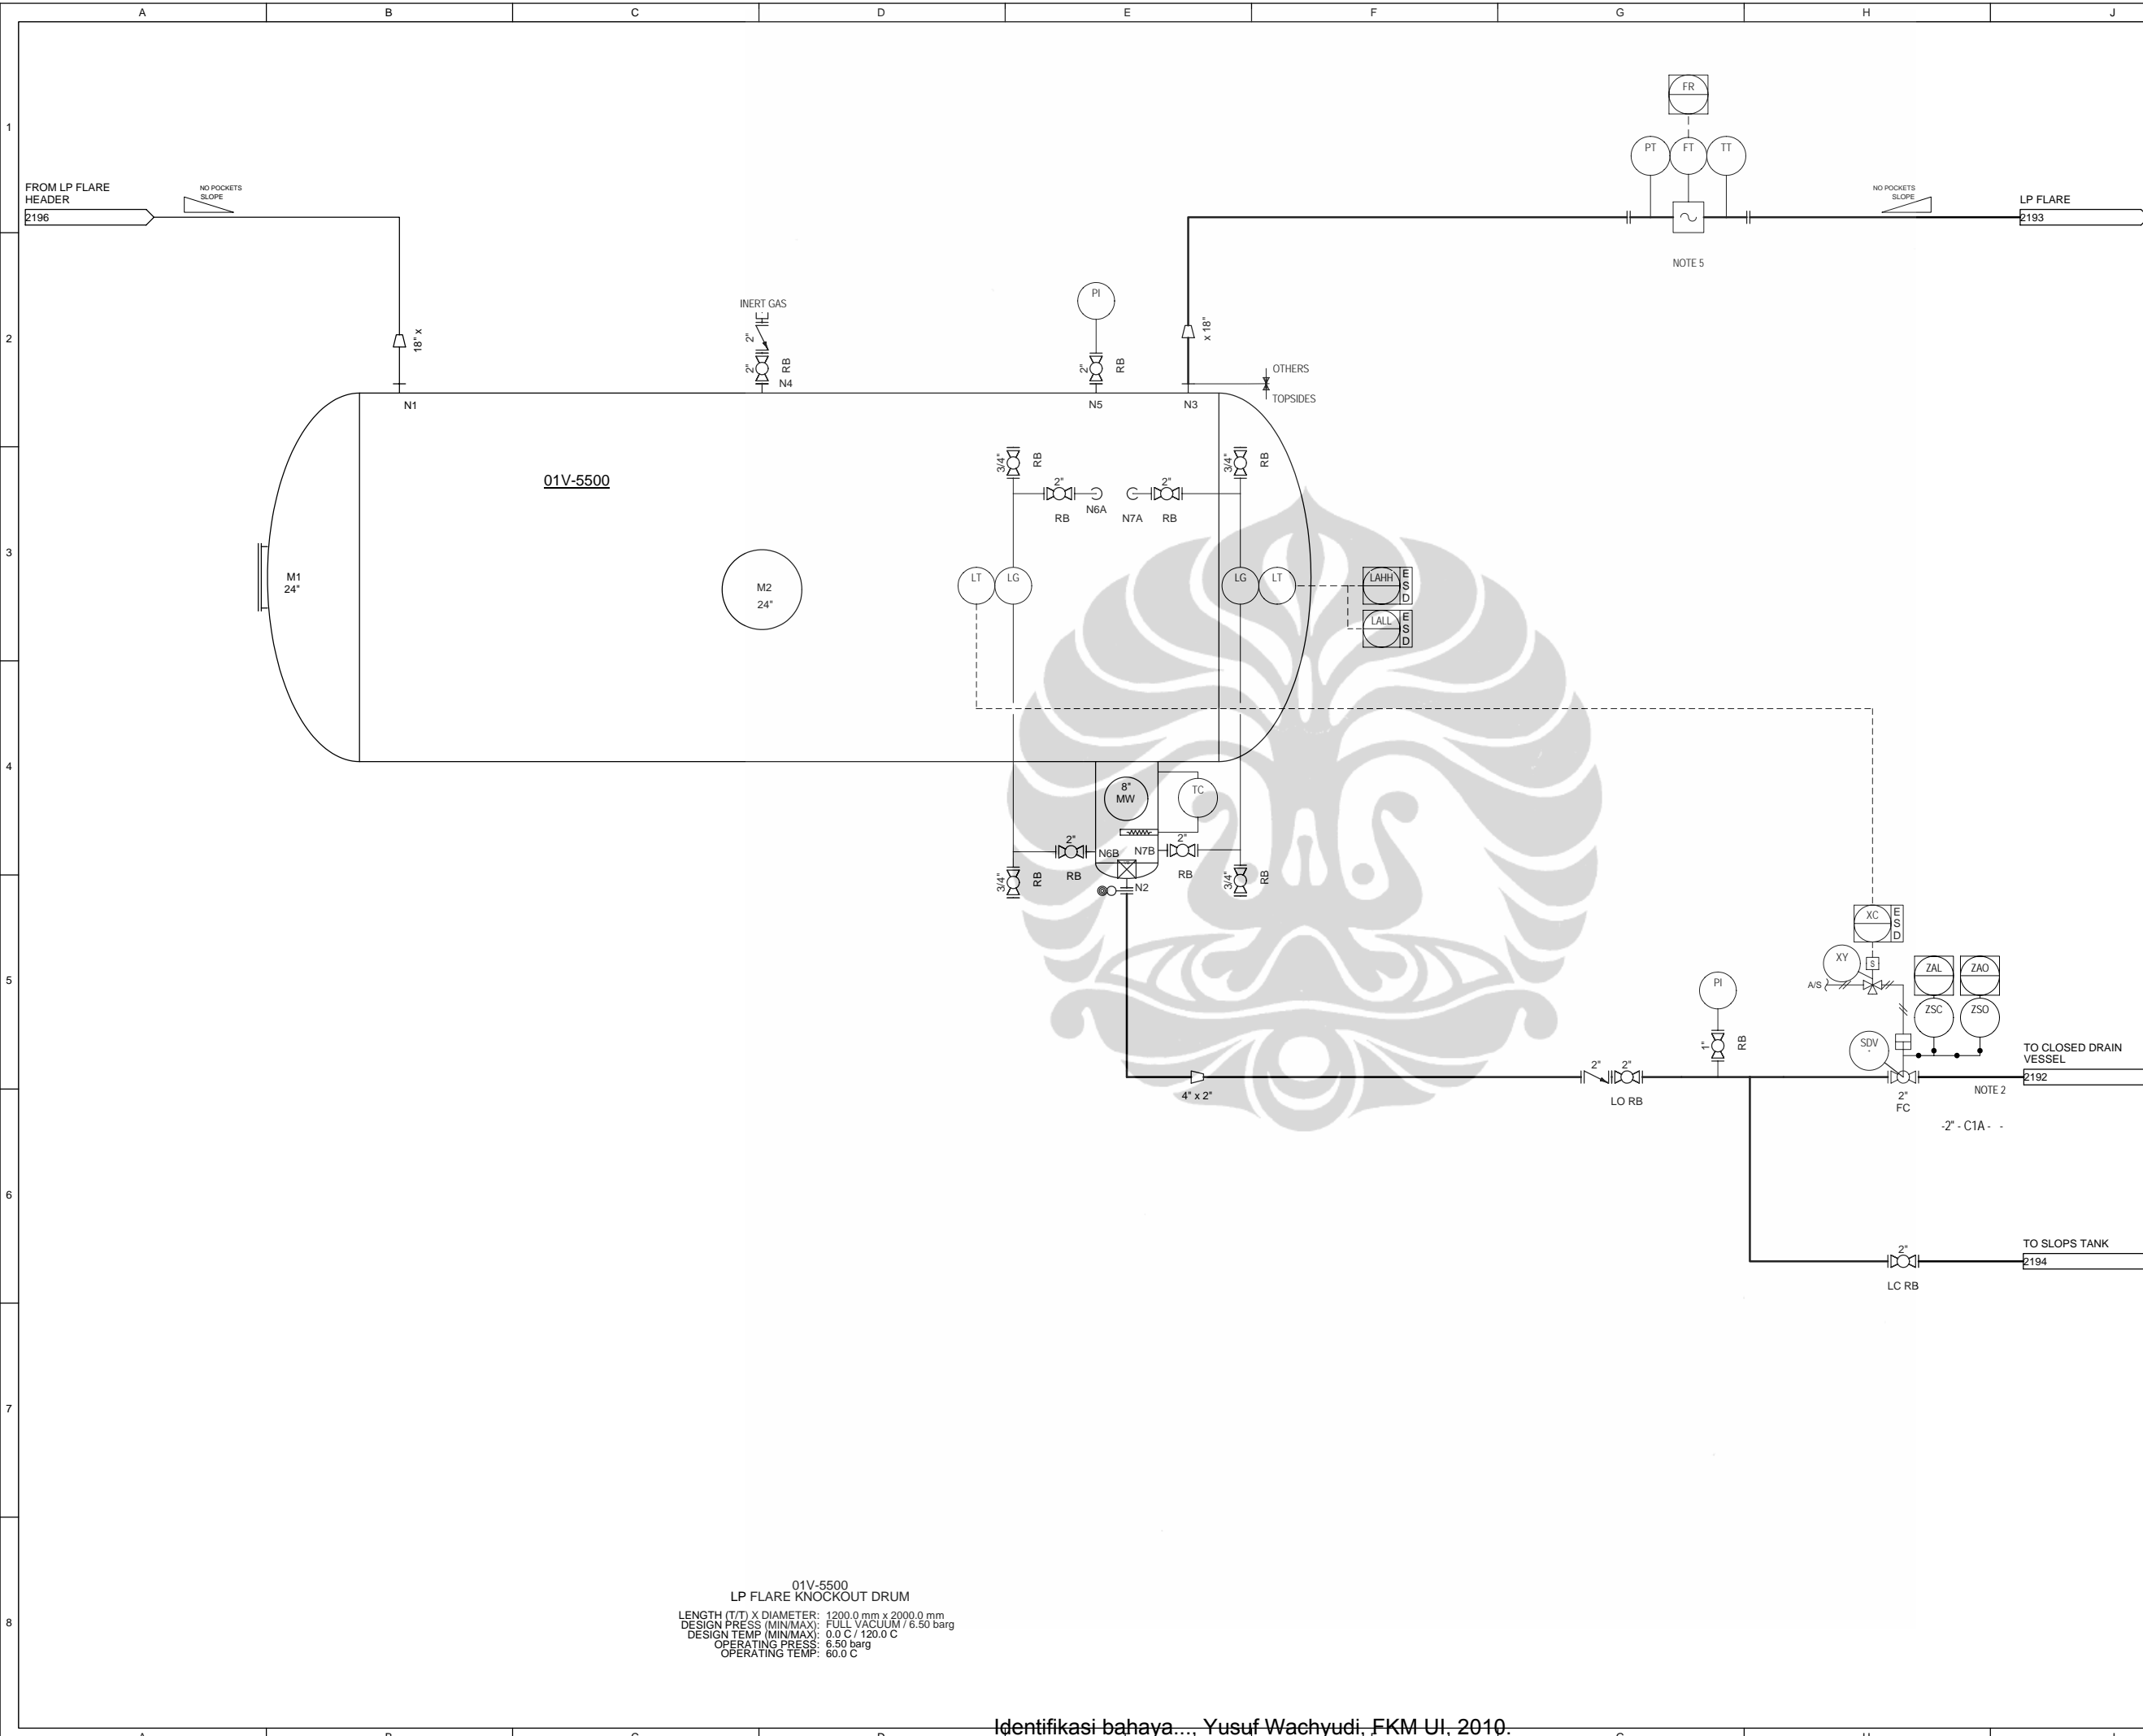 A B C D E F G H J
1
FR
PT FT TT
FROM LP FLARE
HEADER
2196
NO POCKETS
SLOPE
NO POCKETS
SLOPE
LP FLARE
2193
NOTE 5
INERT GAS
PI
2
18" x
2"
2"
RB
N4
2"
RB
x 18"
OTHERS
TOPSIDES
N1
N5
N3
3/4"
RB
3/4"
RB
01V-5500
2"
2"
N6A
RB
N7A
RB
3
M1
24"
M2
24"
LT LG
LG LT
LAHH
ESD
LALL
ESD
4
8"
MW
TC
2"
2"
N6B
N7B
RB
RB
3/4"
RB
3/4"
RB
N2
XC
ESD
5
XY
S
A/S
ZAL
ZAO
ZSC
ZSO
PI
1"
RB
SDV
TO CLOSED DRAIN
VESSEL
2192
2"
2"
LO RB
4" x 2"
2"
FC
NOTE 2
-2" - C1A - -
6
TO SLOPS TANK
2194
2"
LC RB
7
8
01V-5500
LP FLARE KNOCKOUT DRUM
LENGTH (T/T) X DIAMETER: 1200.0 mm x 2000.0 mm
DESIGN PRESS (MIN/MAX): FULL VACUUM / 6.50 barg
DESIGN TEMP (MIN/MAX): 0.0 C / 120.0 C
OPERATING PRESS: 6.50 barg
OPERATING TEMP: 60.0 C
Identifikasi bahaya..., Yusuf Wachyudi, FKM UI, 2010.